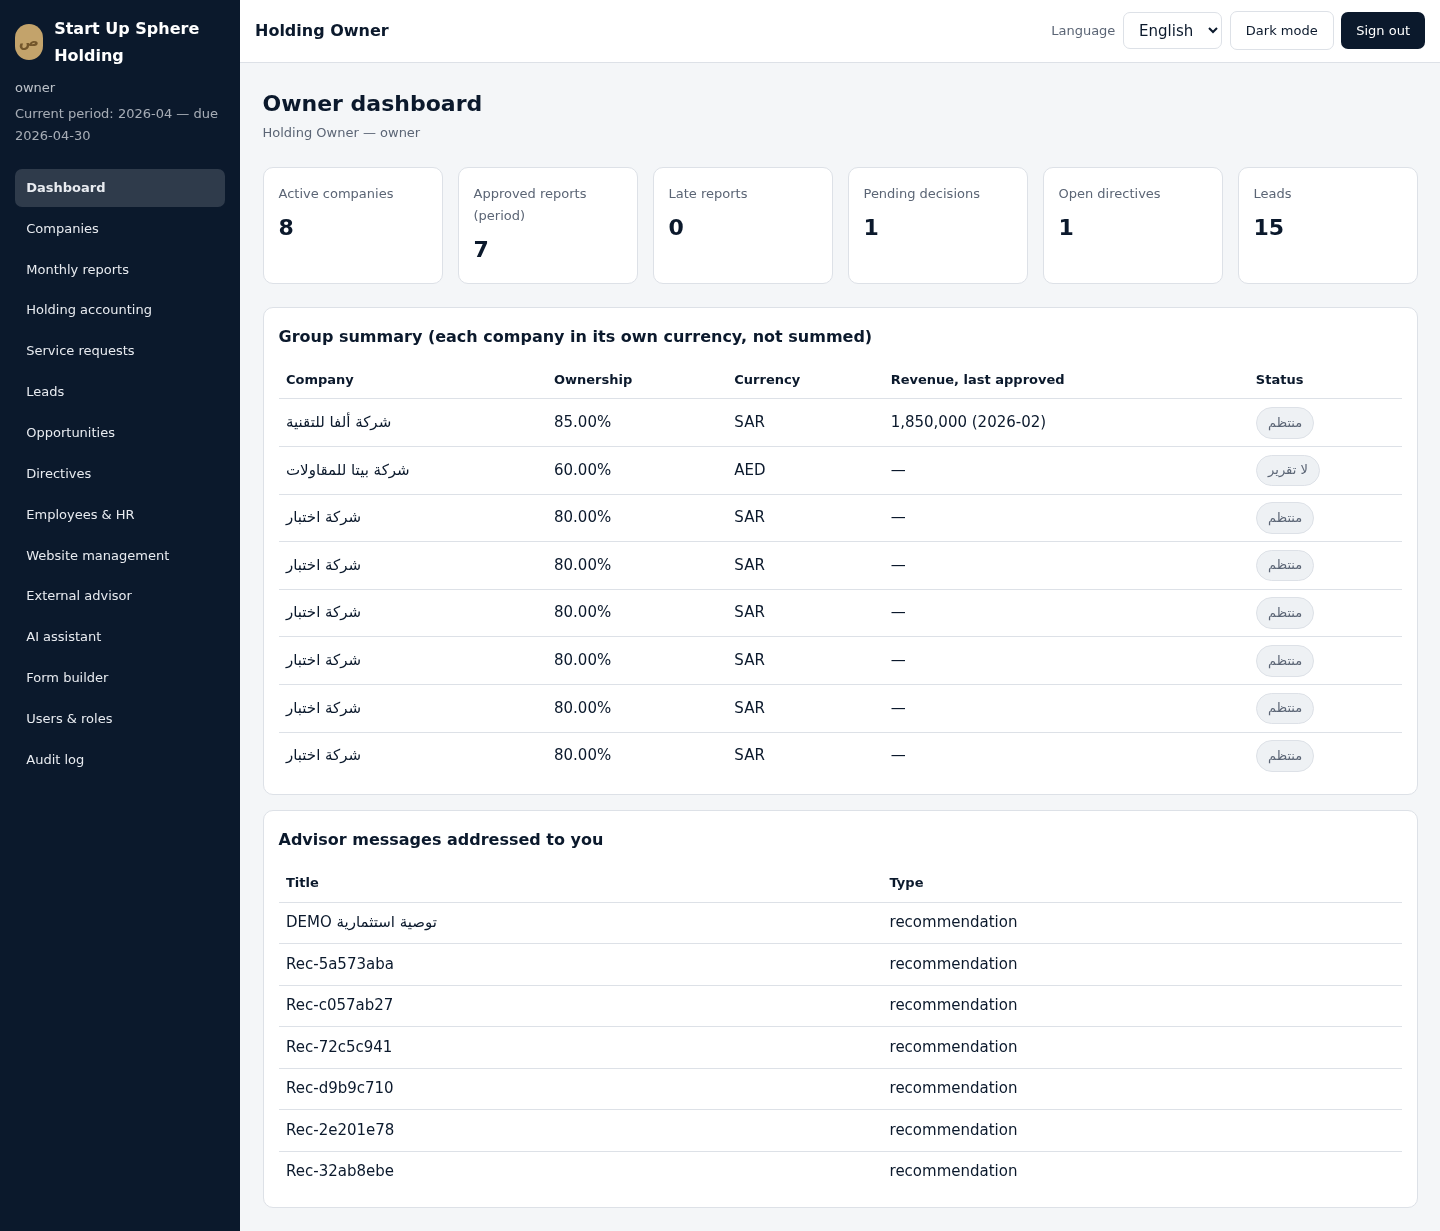 ص
Start Up Sphere
Holding
owner
Current period: 2026-04 — due
2026-04-30
Dashboard
Companies
Monthly reports
Holding accounting
Service requests
Leads
Opportunities
Directives
Employees & HR
Website management
External advisor
AI assistant
Form builder
Users & roles
Audit log
Holding Owner Language English Dark mode Sign out
Owner dashboard
Holding Owner — owner
Active companies
8
Approved reports
(period)
7
Late reports
0
Pending decisions
1
Open directives
1
Leads
15
Group summary (each company in its own currency, not summed)
Company Ownership Currency Revenue, last approved Status
شركة ألفا للتقنية 85.00% SAR 1,850,000 (2026-02) منتظم
شركة بيتا للمقاولات 60.00% AED — لا تقرير
شركة اختبار 80.00% SAR — منتظم
شركة اختبار 80.00% SAR — منتظم
شركة اختبار 80.00% SAR — منتظم
شركة اختبار 80.00% SAR — منتظم
شركة اختبار 80.00% SAR — منتظم
شركة اختبار 80.00% SAR — منتظم
Advisor messages addressed to you
Title Type
DEMO توصية استثمارية recommendation
Rec-5a573aba recommendation
Rec-c057ab27 recommendation
Rec-72c5c941 recommendation
Rec-d9b9c710 recommendation
Rec-2e201e78 recommendation
Rec-32ab8ebe recommendation